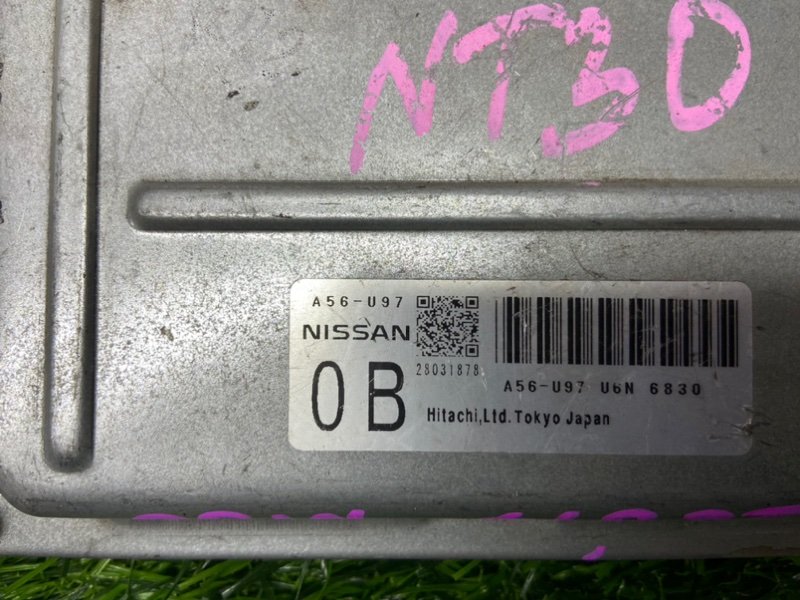 NT30
A56-U97
NISSAN
28031878
0B
A56-U97 U6N 6830
Hitachi,Ltd.Tokyo Japan